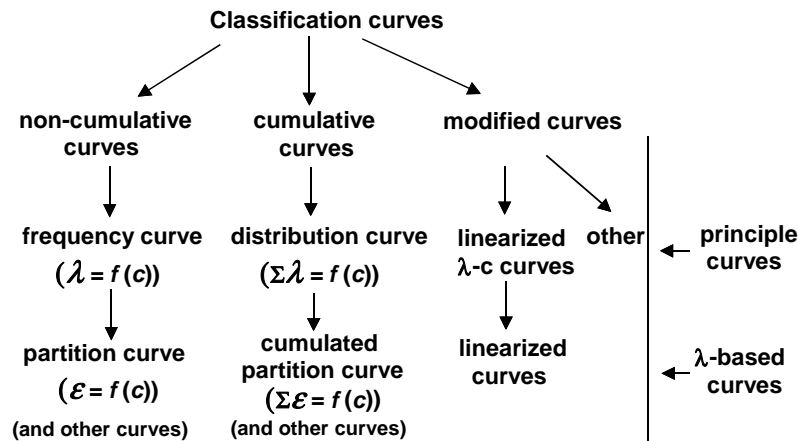 Classification curves
non-cumulative
curves
cumulative
curves
modified curves
frequency curve
(λ = f (c))
distribution curve
(Σλ = f (c))
linearized
λ-c curves
other
principle
curves
partition curve
(ε = f (c))
(and other curves)
cumulated
partition curve
(Σε = f (c))
(and other curves)
linearized
curves
λ-based
curves